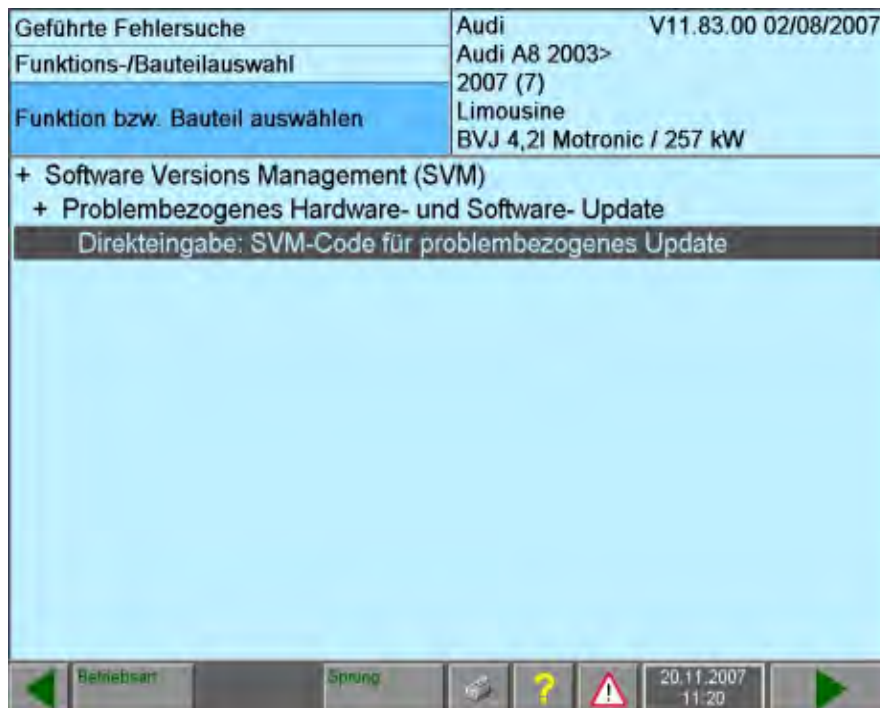 Geführte Fehlersuche
Funktions-/Bauteilauswahl
Funktion bzw. Bauteil auswählen
Audi V11.83.00 02/08/2007
Audi A8 2003>
2007 (7)
Limousine
BVJ 4,2l Motronic / 257 kW
+ Software Versions Management (SVM)
+ Problembezogenes Hardware- und Software- Update
Direkteingabe: SVM-Code für problembezogenes Update
Betriebsart
Sprung
?
!
20.11.2007
11:20